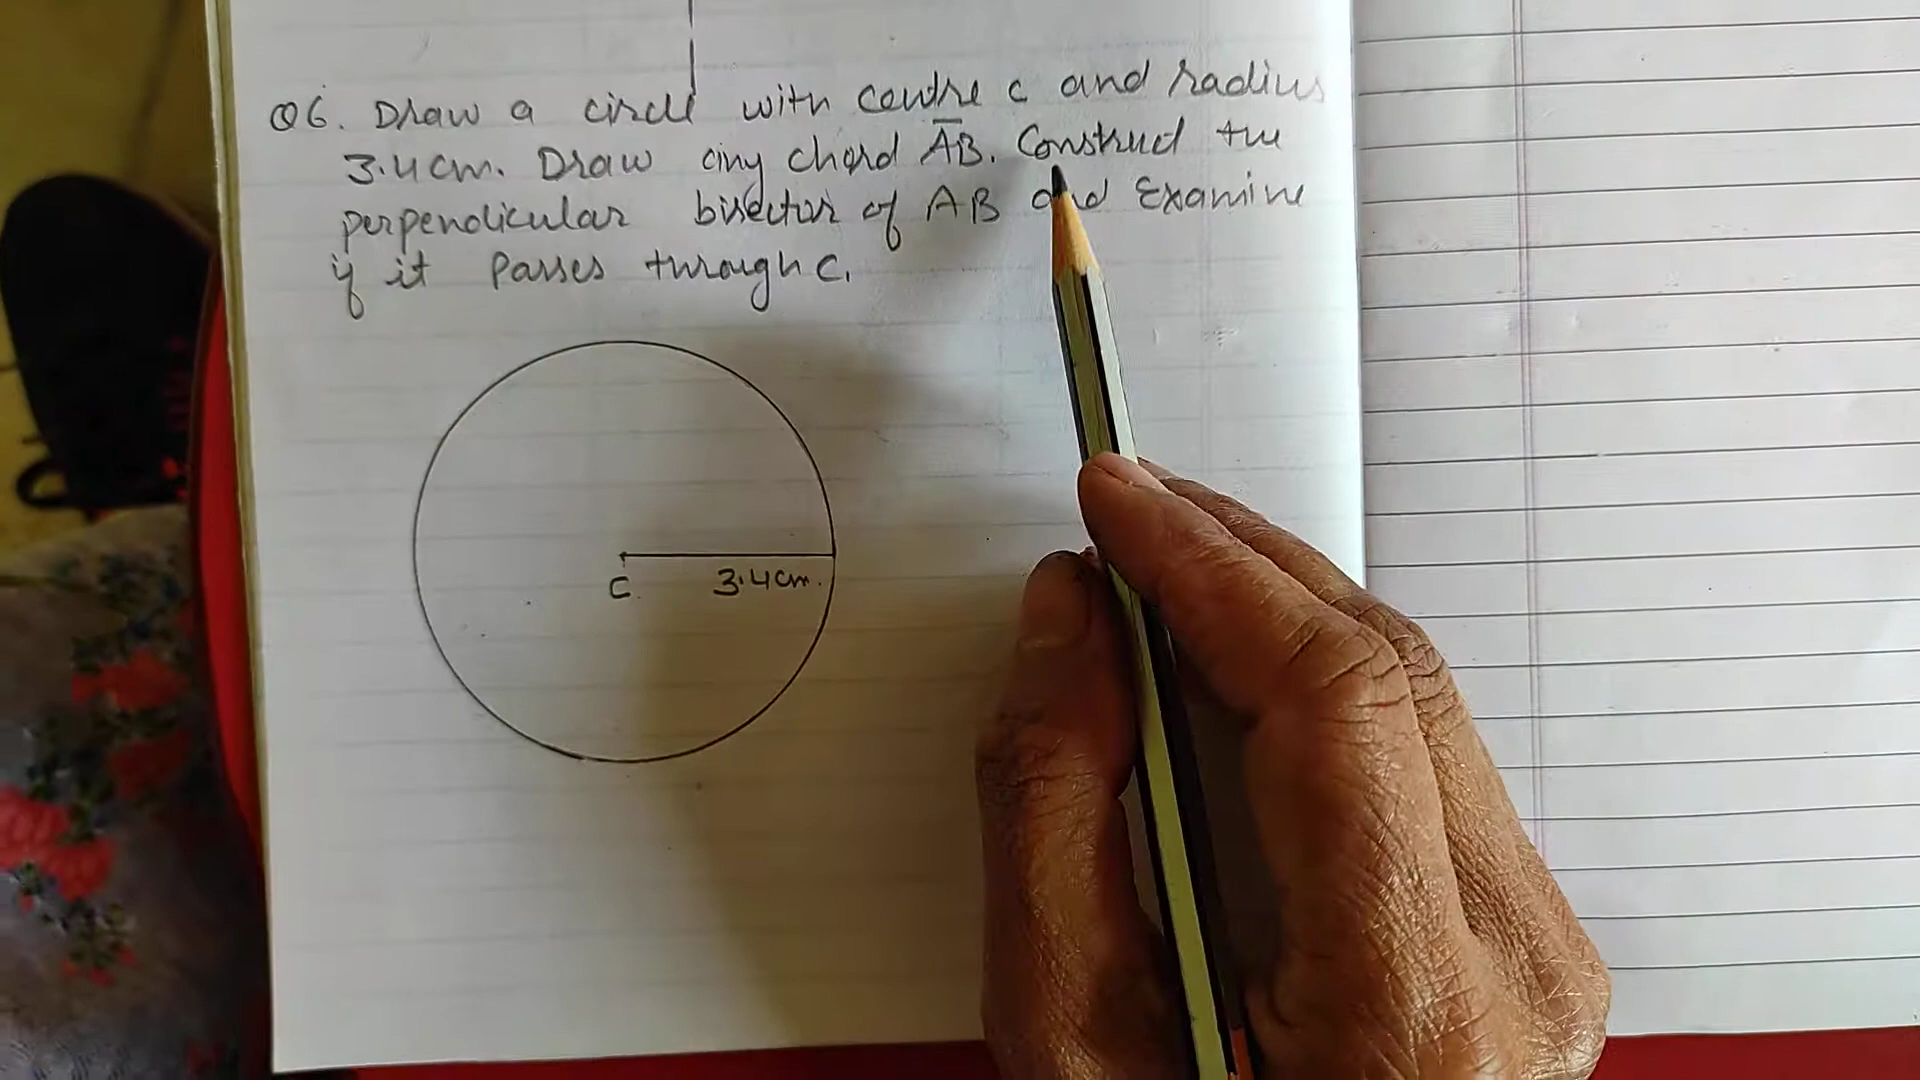 Q6. Draw a circle with centre c and radius
3.4cm. Draw any chord AB. Construct the
perpendicular bisector of AB and Examine
if it Passes through C.
C 3.4cm.